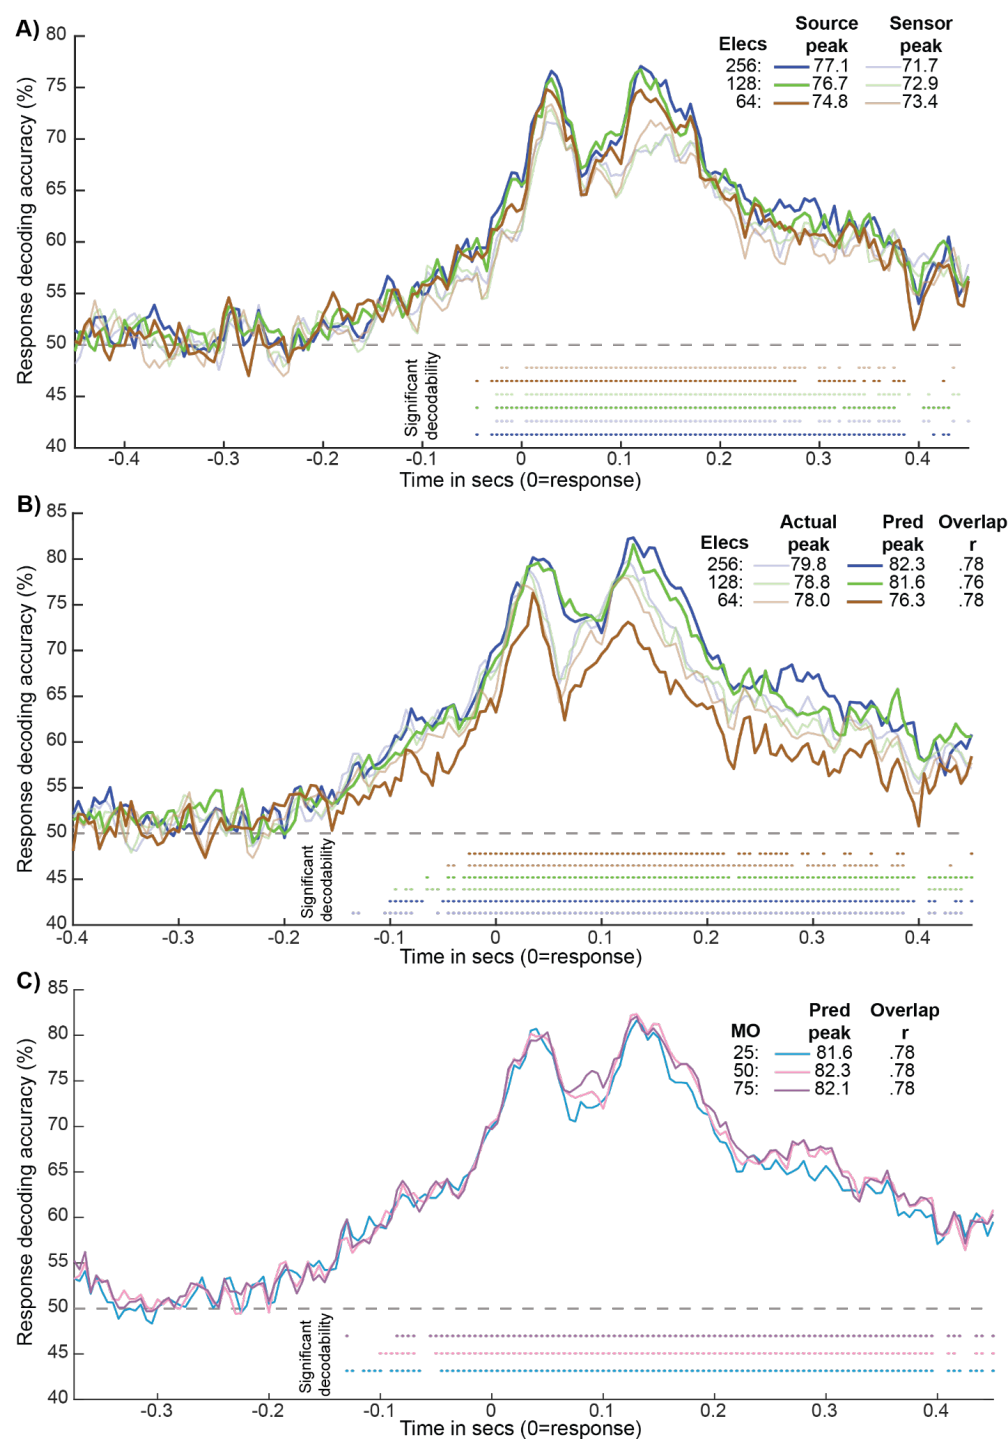 A)
Source Sensor
Elecs peak peak
256: 77.1 71.7
128: 76.7 72.9
64: 74.8 73.4
Response decoding accuracy (%)
80
75
70
65
60
55
50
45
40
Significant
decodability
-0.4 -0.3 -0.2 -0.1 0 0.1 0.2 0.3 0.4
Time in secs (0=response)
B)
Actual Pred Overlap
Elecs peak peak r
256: 79.8 82.3 .78
128: 78.8 81.6 .76
64: 78.0 76.3 .78
Response decoding accuracy (%)
85
80
75
70
65
60
55
50
45
40
Significant
decodability
-0.4 -0.3 -0.2 -0.1 0 0.1 0.2 0.3 0.4
Time in secs (0=response)
C)
Pred Overlap
MO peak r
25: 81.6 .78
50: 82.3 .78
75: 82.1 .78
Response decoding accuracy (%)
85
80
75
70
65
60
55
50
45
40
Significant
decodability
-0.3 -0.2 -0.1 0 0.1 0.2 0.3 0.4
Time in secs (0=response)